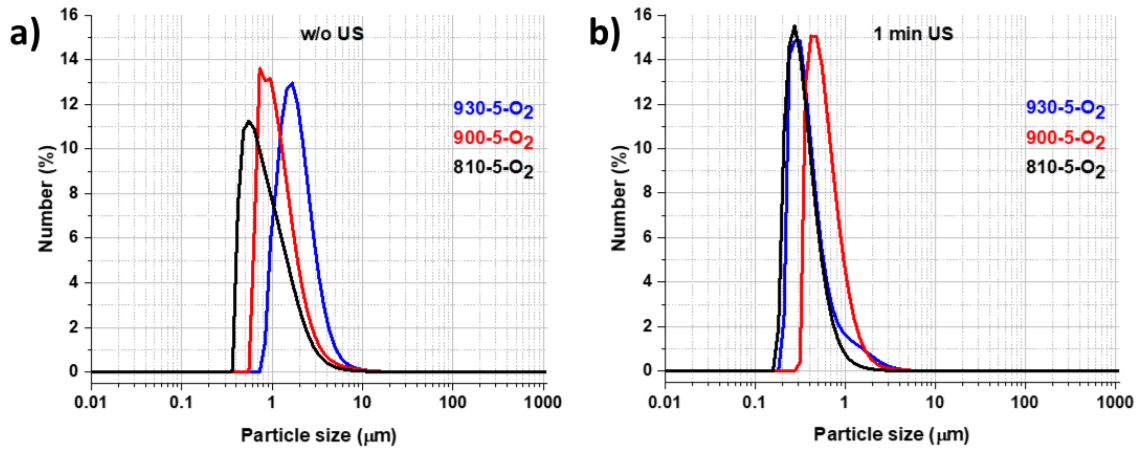 a)
w/o US
930-5-O2
900-5-O2
810-5-O2
Number (%)
16
14
12
10
8
6
4
2
0
0.01 0.1 1 10 100 1000
Particle size (μm)
b)
1 min US
930-5-O2
900-5-O2
810-5-O2
Number (%)
16
14
12
10
8
6
4
2
0
0.01 0.1 1 10 100 1000
Particle size (μm)